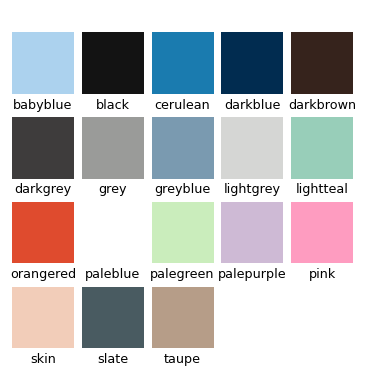 babyblue black cerulean darkblue darkbrown
darkgrey grey greyblue lightgrey lightteal
orangered paleblue palegreen palepurple pink
skin slate taupe